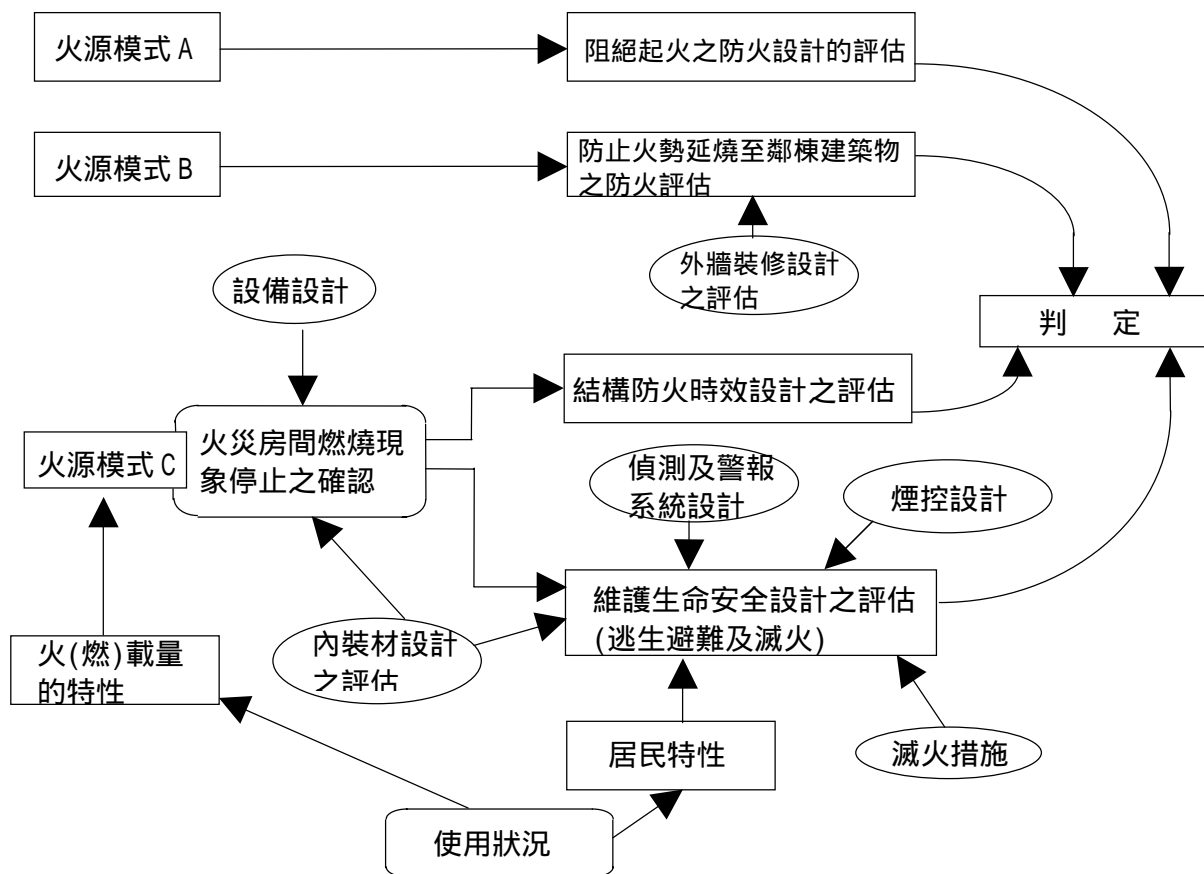 火源模式 A
阻絕起火之防火設計的評估
火源模式 B
防止火勢延燒至鄰棟建築物
之防火評估
外牆裝修設計
之評估
設備設計
判　定
結構防火時效設計之評估
火源模式 C
火災房間燃燒現
象停止之確認
偵測及警報
系統設計
煙控設計
維護生命安全設計之評估
(逃生避難及滅火)
火(燃)載量
的特性
內裝材設計
之評估
居民特性
滅火措施
使用狀況